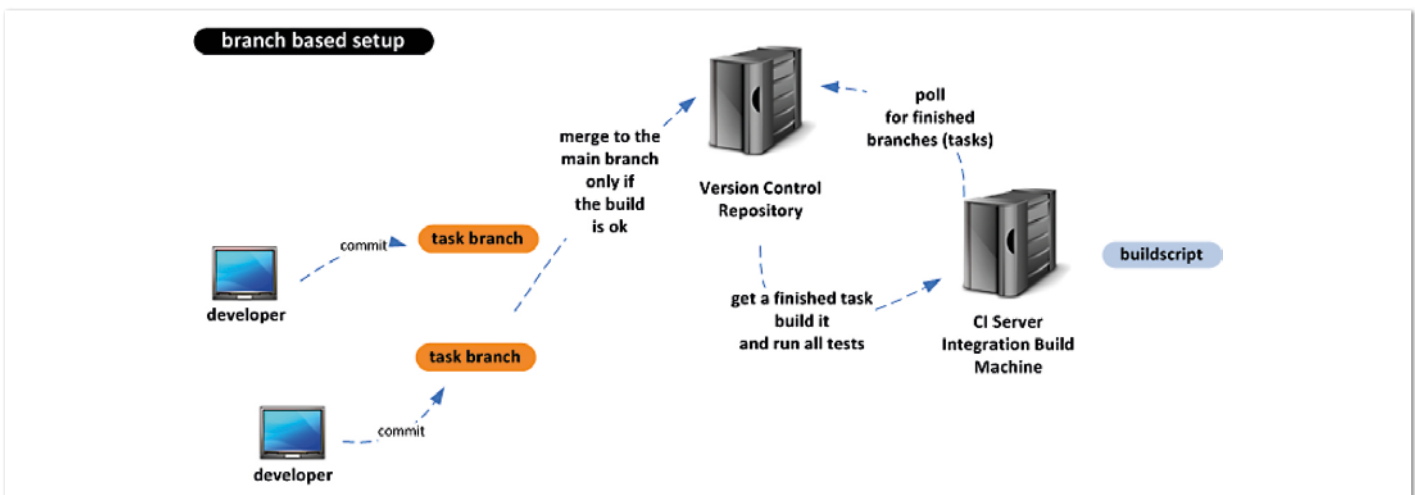 branch based setup
poll
for finished
branches (tasks)
merge to the
main branch
only if
the build
is ok
Version Control
Repository
commit
task branch
buildscript
developer
get a finished task
build it
and run all tests
CI Server
Integration Build
Machine
task branch
commit
developer